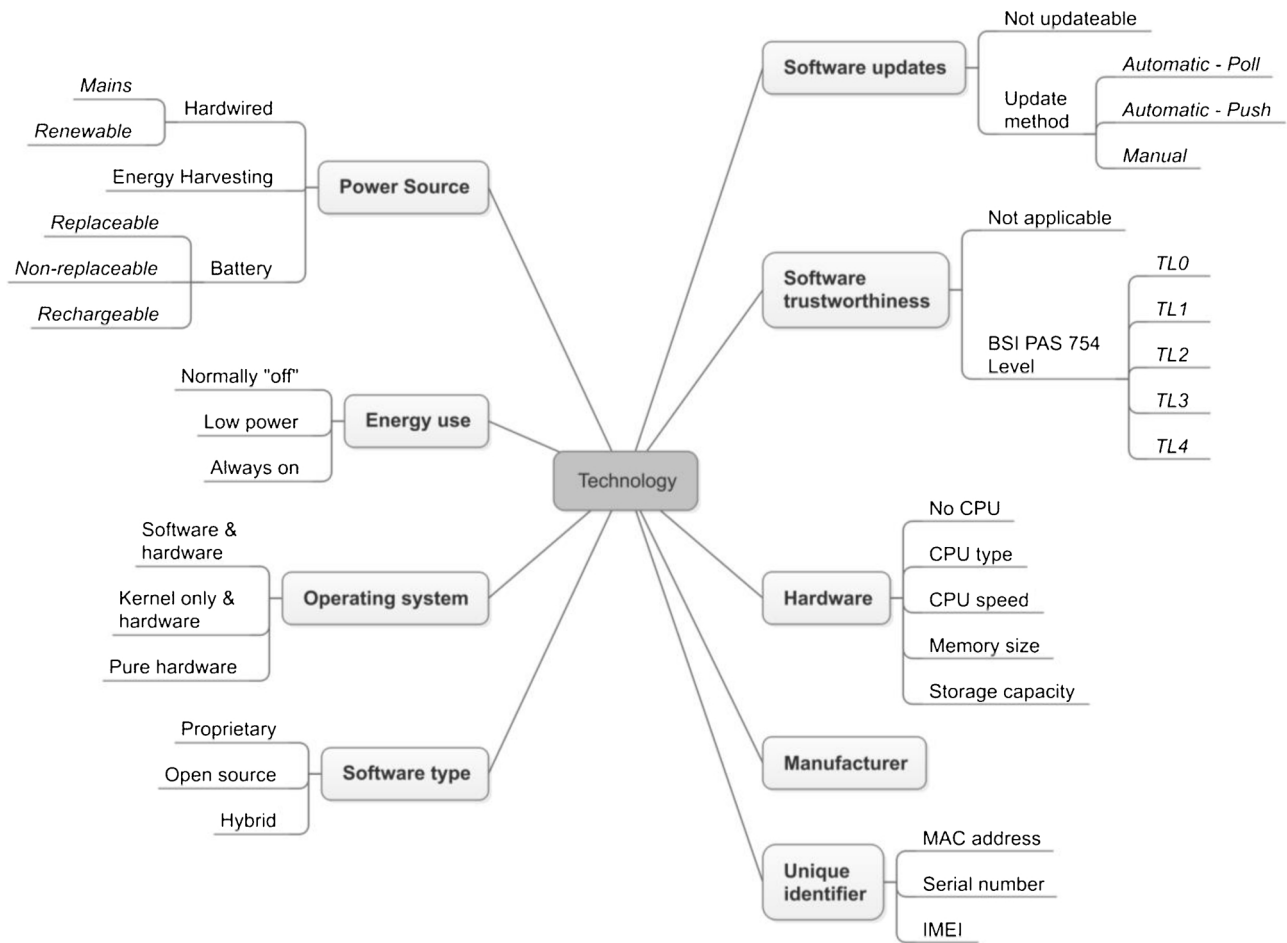 Technology
Power Source
Hardwired
Mains
Renewable
Energy Harvesting
Battery
Replaceable
Non-replaceable
Rechargeable
Energy use
Normally "off"
Low power
Always on
Operating system
Software &
hardware
Kernel only &
hardware
Pure hardware
Software type
Proprietary
Open source
Hybrid
Software updates
Not updateable
Update
method
Automatic - Poll
Automatic - Push
Manual
Software
trustworthiness
Not applicable
BSI PAS 754
Level
TL0
TL1
TL2
TL3
TL4
Hardware
No CPU
CPU type
CPU speed
Memory size
Storage capacity
Manufacturer
Unique
identifier
MAC address
Serial number
IMEI